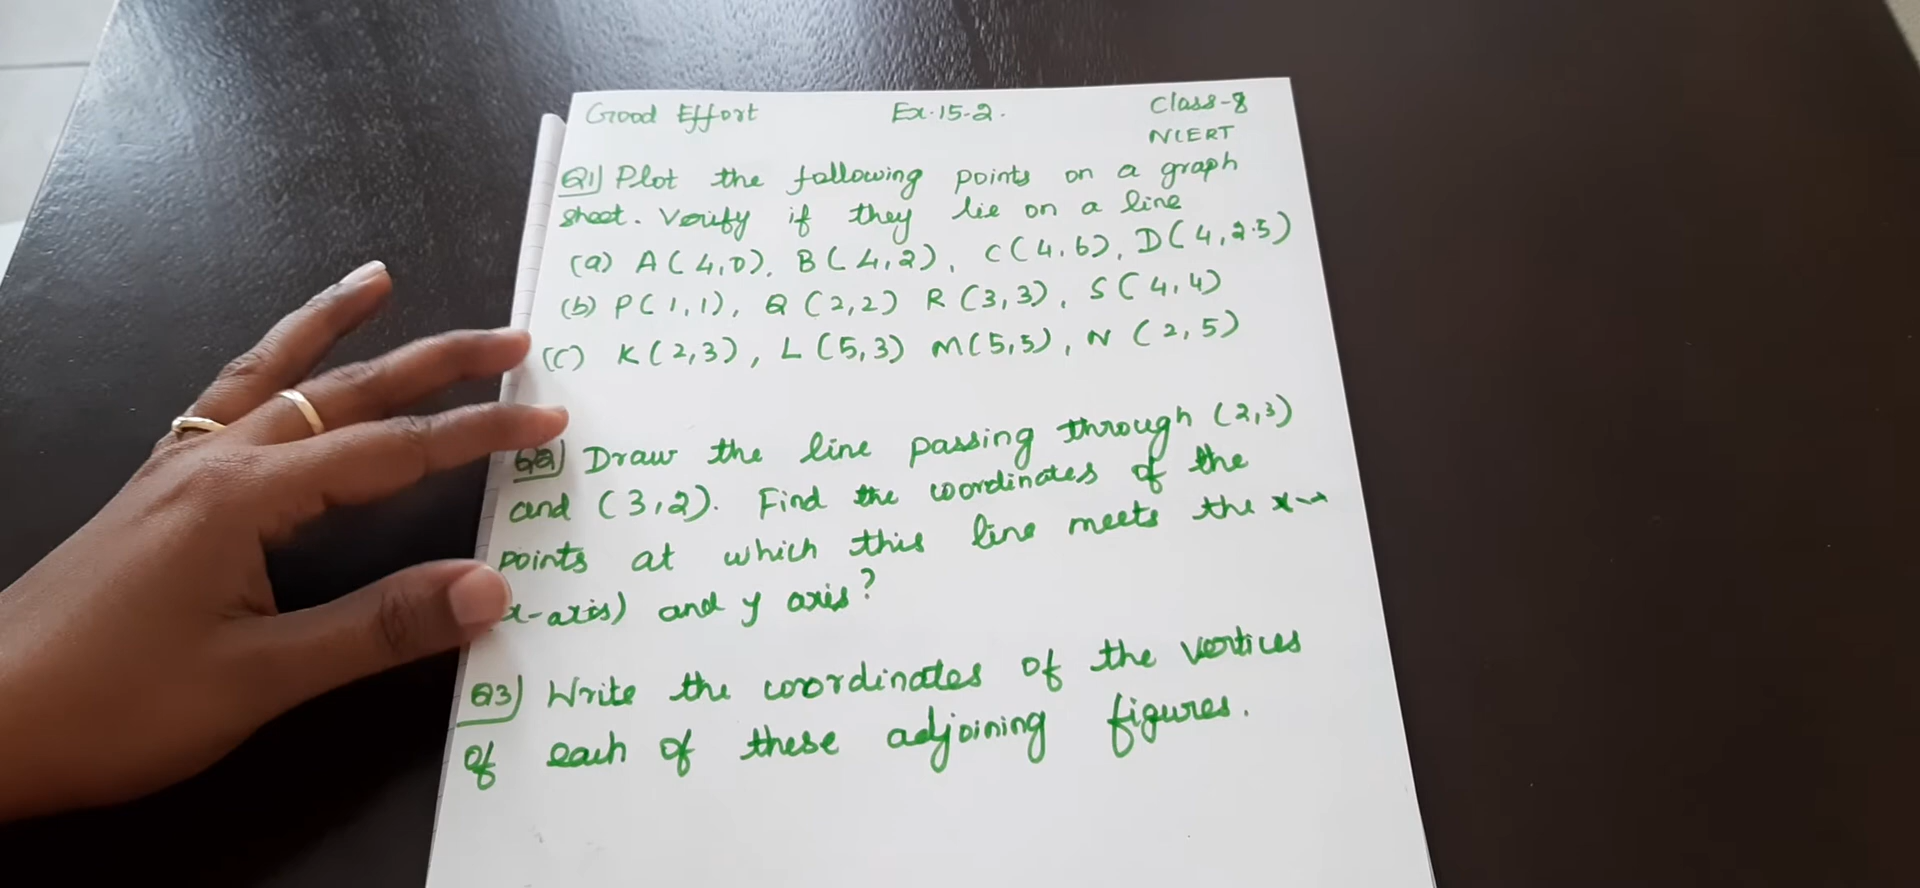 Good Effort Ex.15.2. Class-8
NCERT
Q1) Plot the following points on a graph
sheet. Verify if they lie on a line
(a) A(4,0), B(4,2), C(4,6), D(4,2.5)
(b) P(1,1), Q(2,2) R(3,3), S(4,4)
(C) K(2,3), L(5,3) M(5,5), N(2,5)
Q2) Draw the line passing through (2,3)
and (3,2). Find the coordinates of the
points at which this line meets the x
x-axis) and y axis?
Q3) Write the coordinates of the vertices
of each of these adjoining figures.